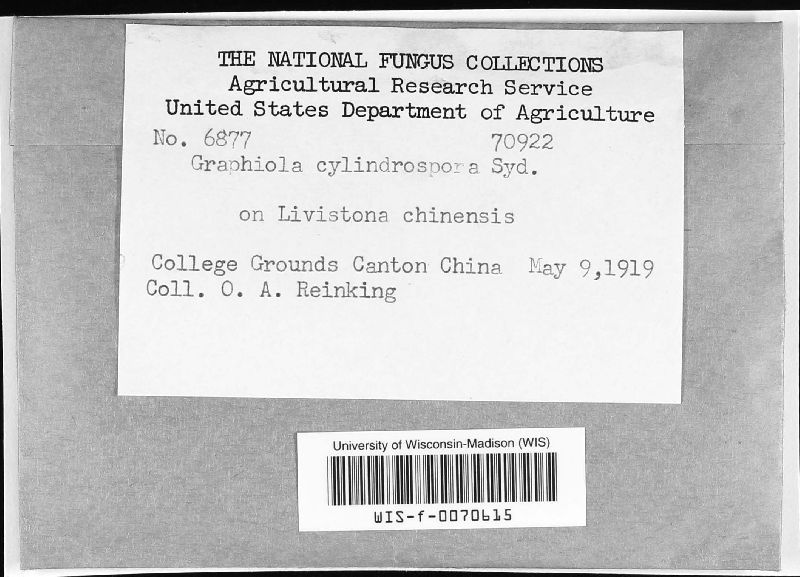 THE NATIONAL FUNGUS COLLECTIONS
Agricultural Research Service
United States Department of Agriculture
No. 6877 70922
Graphiola cylindrospora Syd.
on Livistona chinensis
College Grounds Canton China May 9,1919
Coll. O. A. Reinking
University of Wisconsin-Madison (WIS)
WIS-f-0070615